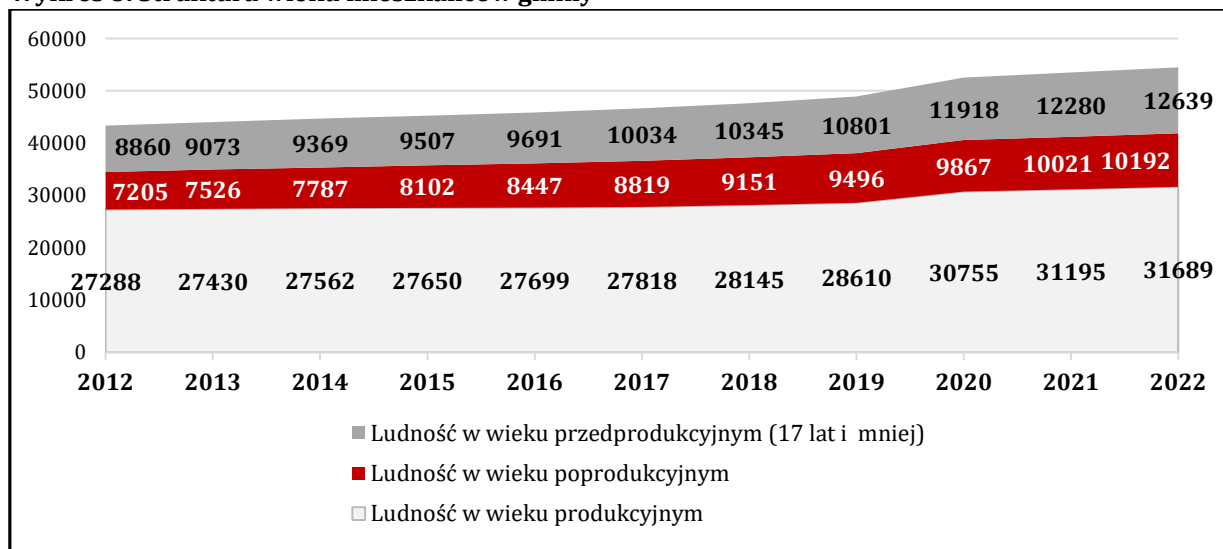 60000
50000
40000
30000
20000
10000
0
8860 9073 9369 9507 9691 10034 10345 10801 11918 12280 12639
7205 7526 7787 8102 8447 8819 9151 9496 9867 10021 10192
27288 27430 27562 27650 27699 27818 28145 28610 30755 31195 31689
2012 2013 2014 2015 2016 2017 2018 2019 2020 2021 2022
Ludność w wieku przedprodukcyjnym (17 lat i mniej)
Ludność w wieku poprodukcyjnym
Ludność w wieku produkcyjnym